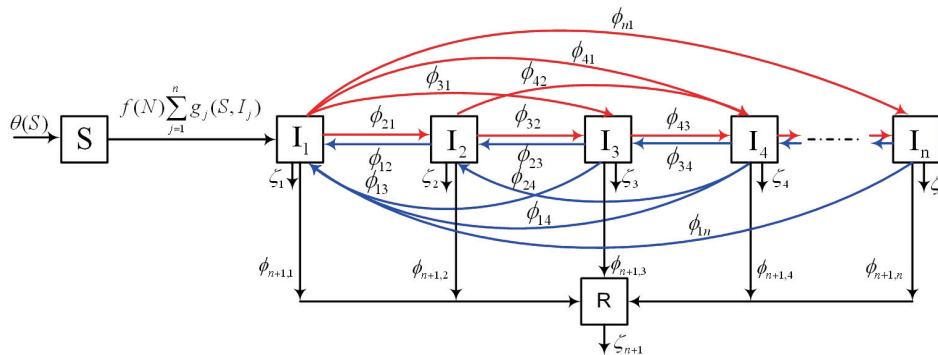 ϕ_{n1}
ϕ_{41}
ϕ_{31} ϕ_{42}
θ(S) S f(N)∑_{j=1}^{n} g_j(S, I_j) I_1 ϕ_{21} I_2 ϕ_{32} I_3 ϕ_{43} I_4 I_n
ϕ_{12} ϕ_{23} ϕ_{34}
ζ_1 ϕ_{13} ζ_2 ϕ_{24} ζ_3 ζ_4 ζ
ϕ_{14} ϕ_{1n}
ϕ_{n+1,1} ϕ_{n+1,2} ϕ_{n+1,3} ϕ_{n+1,4} ϕ_{n+1,n}
R
ζ_{n+1}